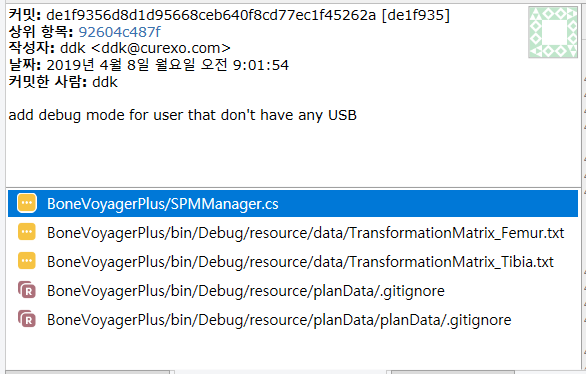 커밋: de1f9356d8d1d95668ceb640f8cd77ec1f45262a [de1f935]
상위 항목: 92604c487f
작성자: ddk <ddk@curexo.com>
날짜: 2019년 4월 8일 월요일 오전 9:01:54
커밋한 사람: ddk
add debug mode for user that don't have any USB
BoneVoyagerPlus/SPMManager.cs
BoneVoyagerPlus/bin/Debug/resource/data/TransformationMatrix_Femur.txt
BoneVoyagerPlus/bin/Debug/resource/data/TransformationMatrix_Tibia.txt
R BoneVoyagerPlus/bin/Debug/resource/planData/.gitignore
R BoneVoyagerPlus/bin/Debug/resource/planData/planData/.gitignore